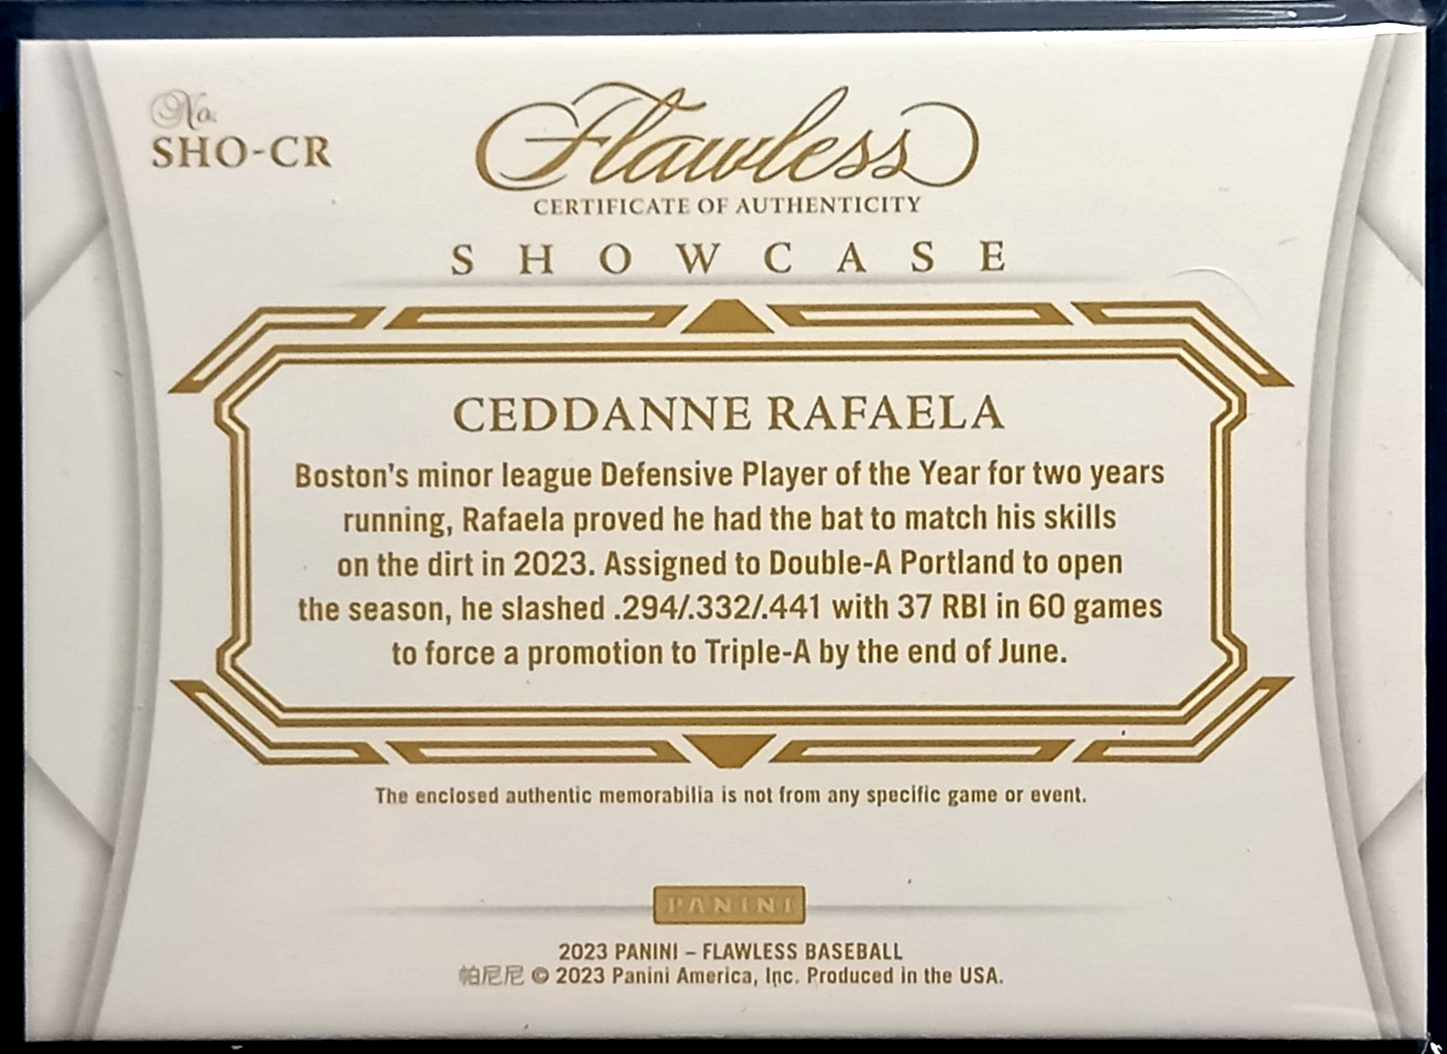 No.
SHO-CR
Flawless
CERTIFICATE OF AUTHENTICITY
SHOWCASE
CEDDANNE RAFAELA
Boston's minor league Defensive Player of the Year for two years
running, Rafaela proved he had the bat to match his skills
on the dirt in 2023. Assigned to Double-A Portland to open
the season, he slashed .294/.332/.441 with 37 RBI in 60 games
to force a promotion to Triple-A by the end of June.
The enclosed authentic memorabilia is not from any specific game or event.
PANINI
2023 PANINI – FLAWLESS BASEBALL
帕尼尼 © 2023 Panini America, Inc. Produced in the USA.